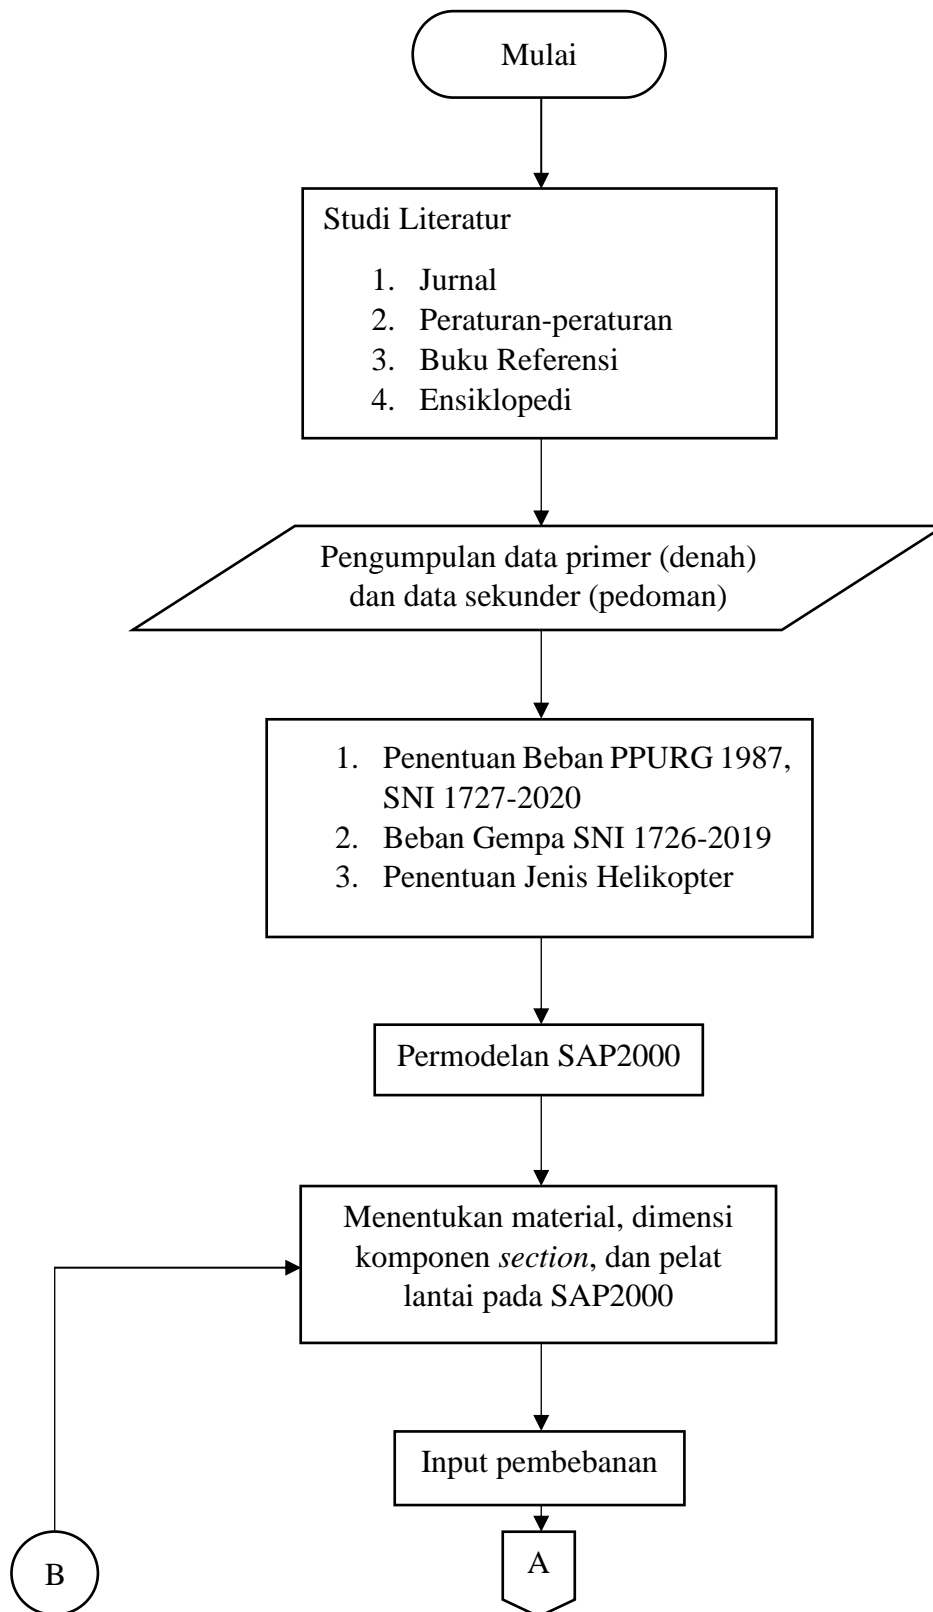 Mulai
Studi Literatur
1. Jurnal
2. Peraturan-peraturan
3. Buku Referensi
4. Ensiklopedi
Pengumpulan data primer (denah)
dan data sekunder (pedoman)
1. Penentuan Beban PPURG 1987,
SNI 1727-2020
2. Beban Gempa SNI 1726-2019
3. Penentuan Jenis Helikopter
Permodelan SAP2000
Menentukan material, dimensi
komponen section, dan pelat
lantai pada SAP2000
Input pembebanan
B
A